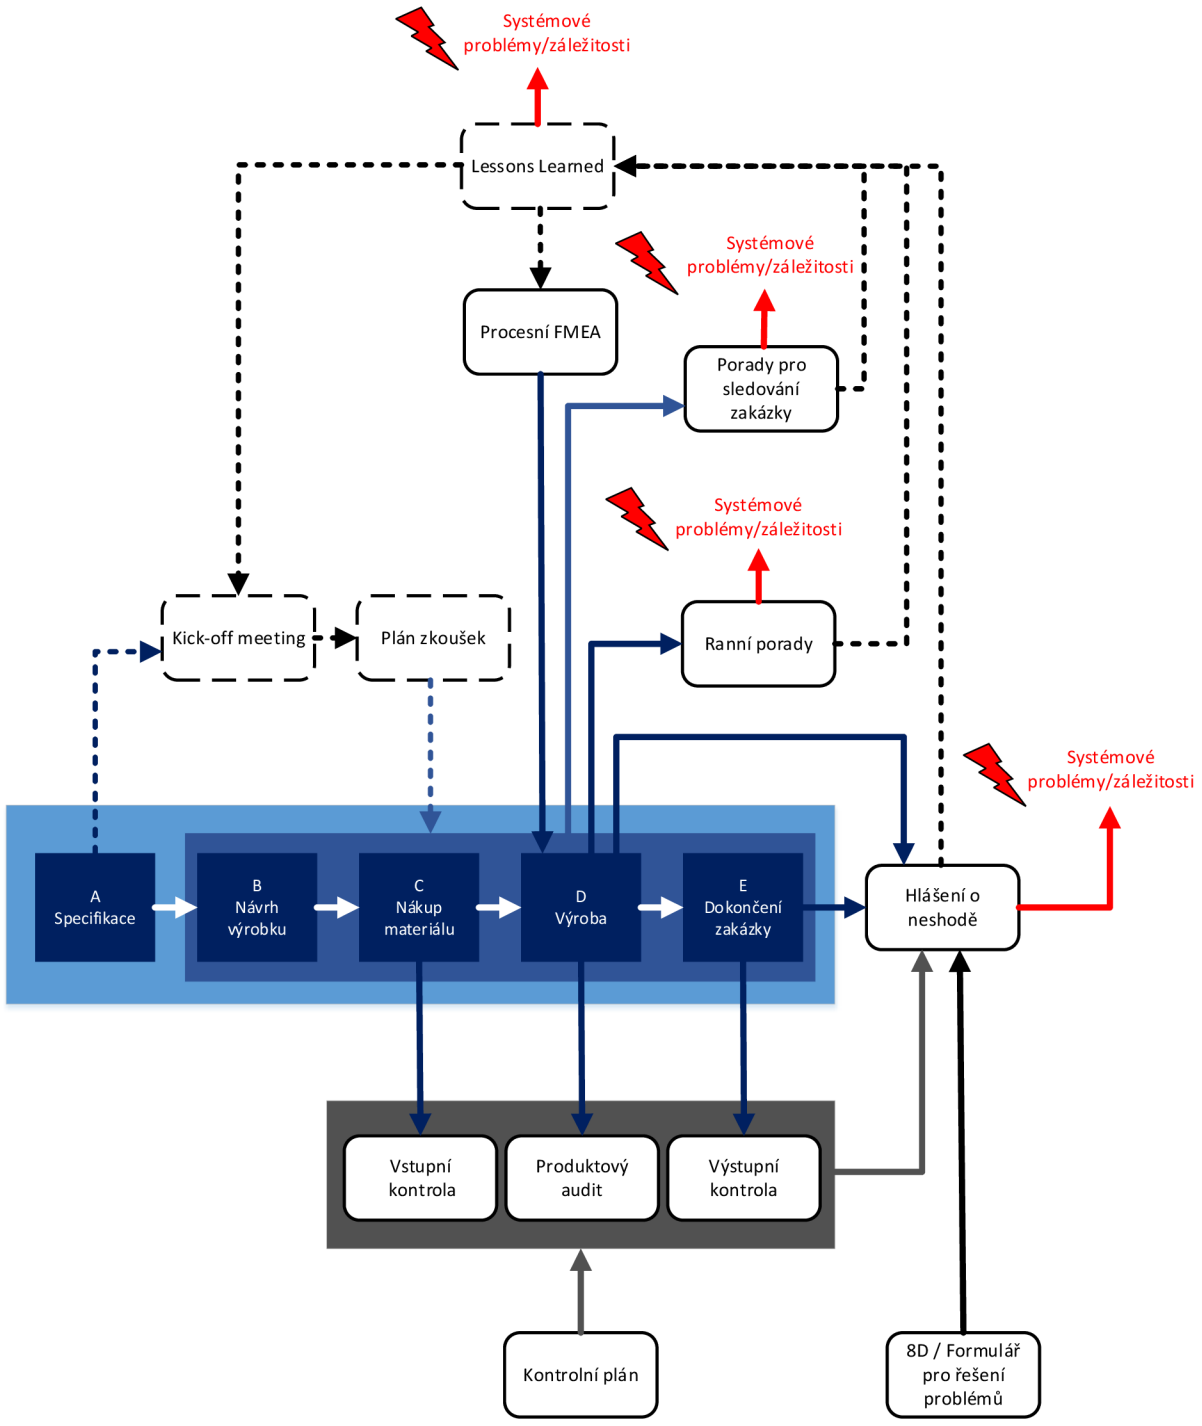 Systémové
problémy/záležitosti
Lessons Learned
Systémové
problémy/záležitosti
Procesní FMEA
Porady pro
sledování
zakázky
Systémové
problémy/záležitosti
Kick-off meeting
Plán zkoušek
Ranní porady
Systémové
problémy/záležitosti
A
Specifikace
B
Návrh
výrobku
C
Nákup
materiálu
D
Výroba
E
Dokončení
zakázky
Hlášení o
neshodě
Vstupní
kontrola
Produktový
audit
Výstupní
kontrola
Kontrolní plán
8D / Formulář
pro řešení
problémů